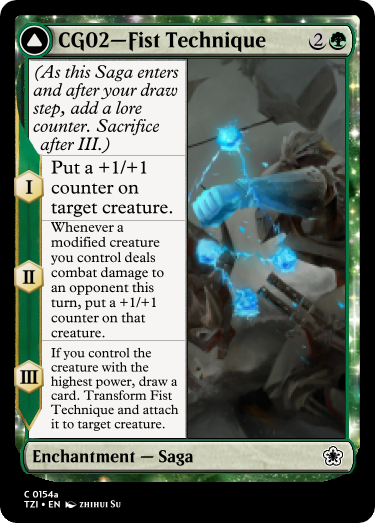 CG02—Fist Technique 2
(As this Saga enters
and after your draw
step, add a lore
counter. Sacrifice
after III.)
I
Put a +1/+1
counter on
target creature.
II
Whenever a
modified creature
you control deals
combat damage to
an opponent this
turn, put a +1/+1
counter on that
creature.
III
If you control the
creature with the
highest power, draw a
card. Transform Fist
Technique and attach
it to target creature.
Enchantment — Saga
C 0154a
TZI • EN ZHIHUI SU